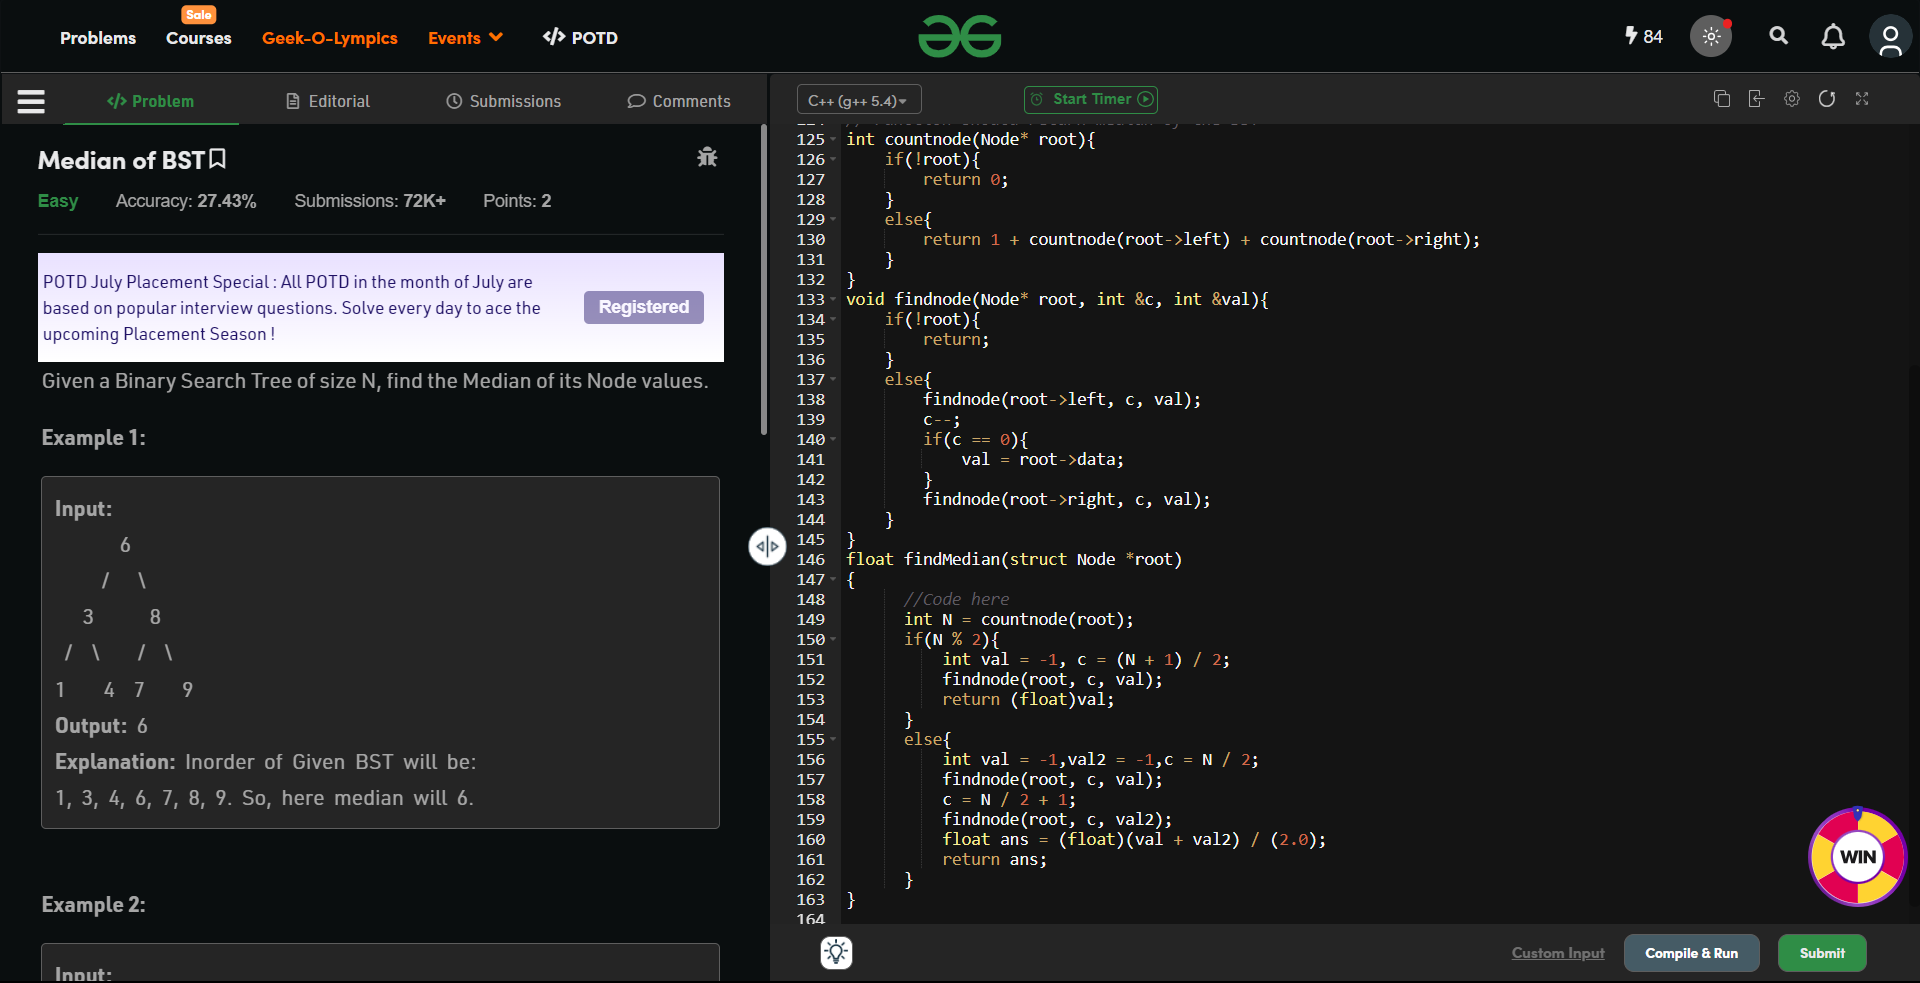 Problems
Sale
Courses
Geek-O-Lympics
Events
</> POTD
84
</> Problem
Editorial
Submissions
Comments
Median of BST
Easy
Accuracy: 27.43%
Submissions: 72K+
Points: 2
POTD July Placement Special : All POTD in the month of July are
based on popular interview questions. Solve every day to ace the
upcoming Placement Season !
Registered
Given a Binary Search Tree of size N, find the Median of its Node values.
Example 1:
Input:
6
/ \
3 8
/ \ / \
1 4 7 9
Output: 6
Explanation: Inorder of Given BST will be:
1, 3, 4, 6, 7, 8, 9. So, here median will 6.
Example 2:
Input:
C++ (g++ 5.4)
Start Timer
125 int countnode(Node* root){
126     if(!root){
127         return 0;
128     }
129     else{
130         return 1 + countnode(root->left) + countnode(root->right);
131     }
132 }
133 void findnode(Node* root, int &c, int &val){
134     if(!root){
135         return;
136     }
137     else{
138         findnode(root->left, c, val);
139         c--;
140         if(c == 0){
141             val = root->data;
142         }
143         findnode(root->right, c, val);
144     }
145 }
146 float findMedian(struct Node *root)
147 {
148       //Code here
149       int N = countnode(root);
150       if(N % 2){
151           int val = -1, c = (N + 1) / 2;
152           findnode(root, c, val);
153           return (float)val;
154       }
155       else{
156           int val = -1,val2 = -1,c = N / 2;
157           findnode(root, c, val);
158           c = N / 2 + 1;
159           findnode(root, c, val2);
160           float ans = (float)(val + val2) / (2.0);
161           return ans;
162       }
163 }
164
WIN
Custom Input
Compile & Run
Submit